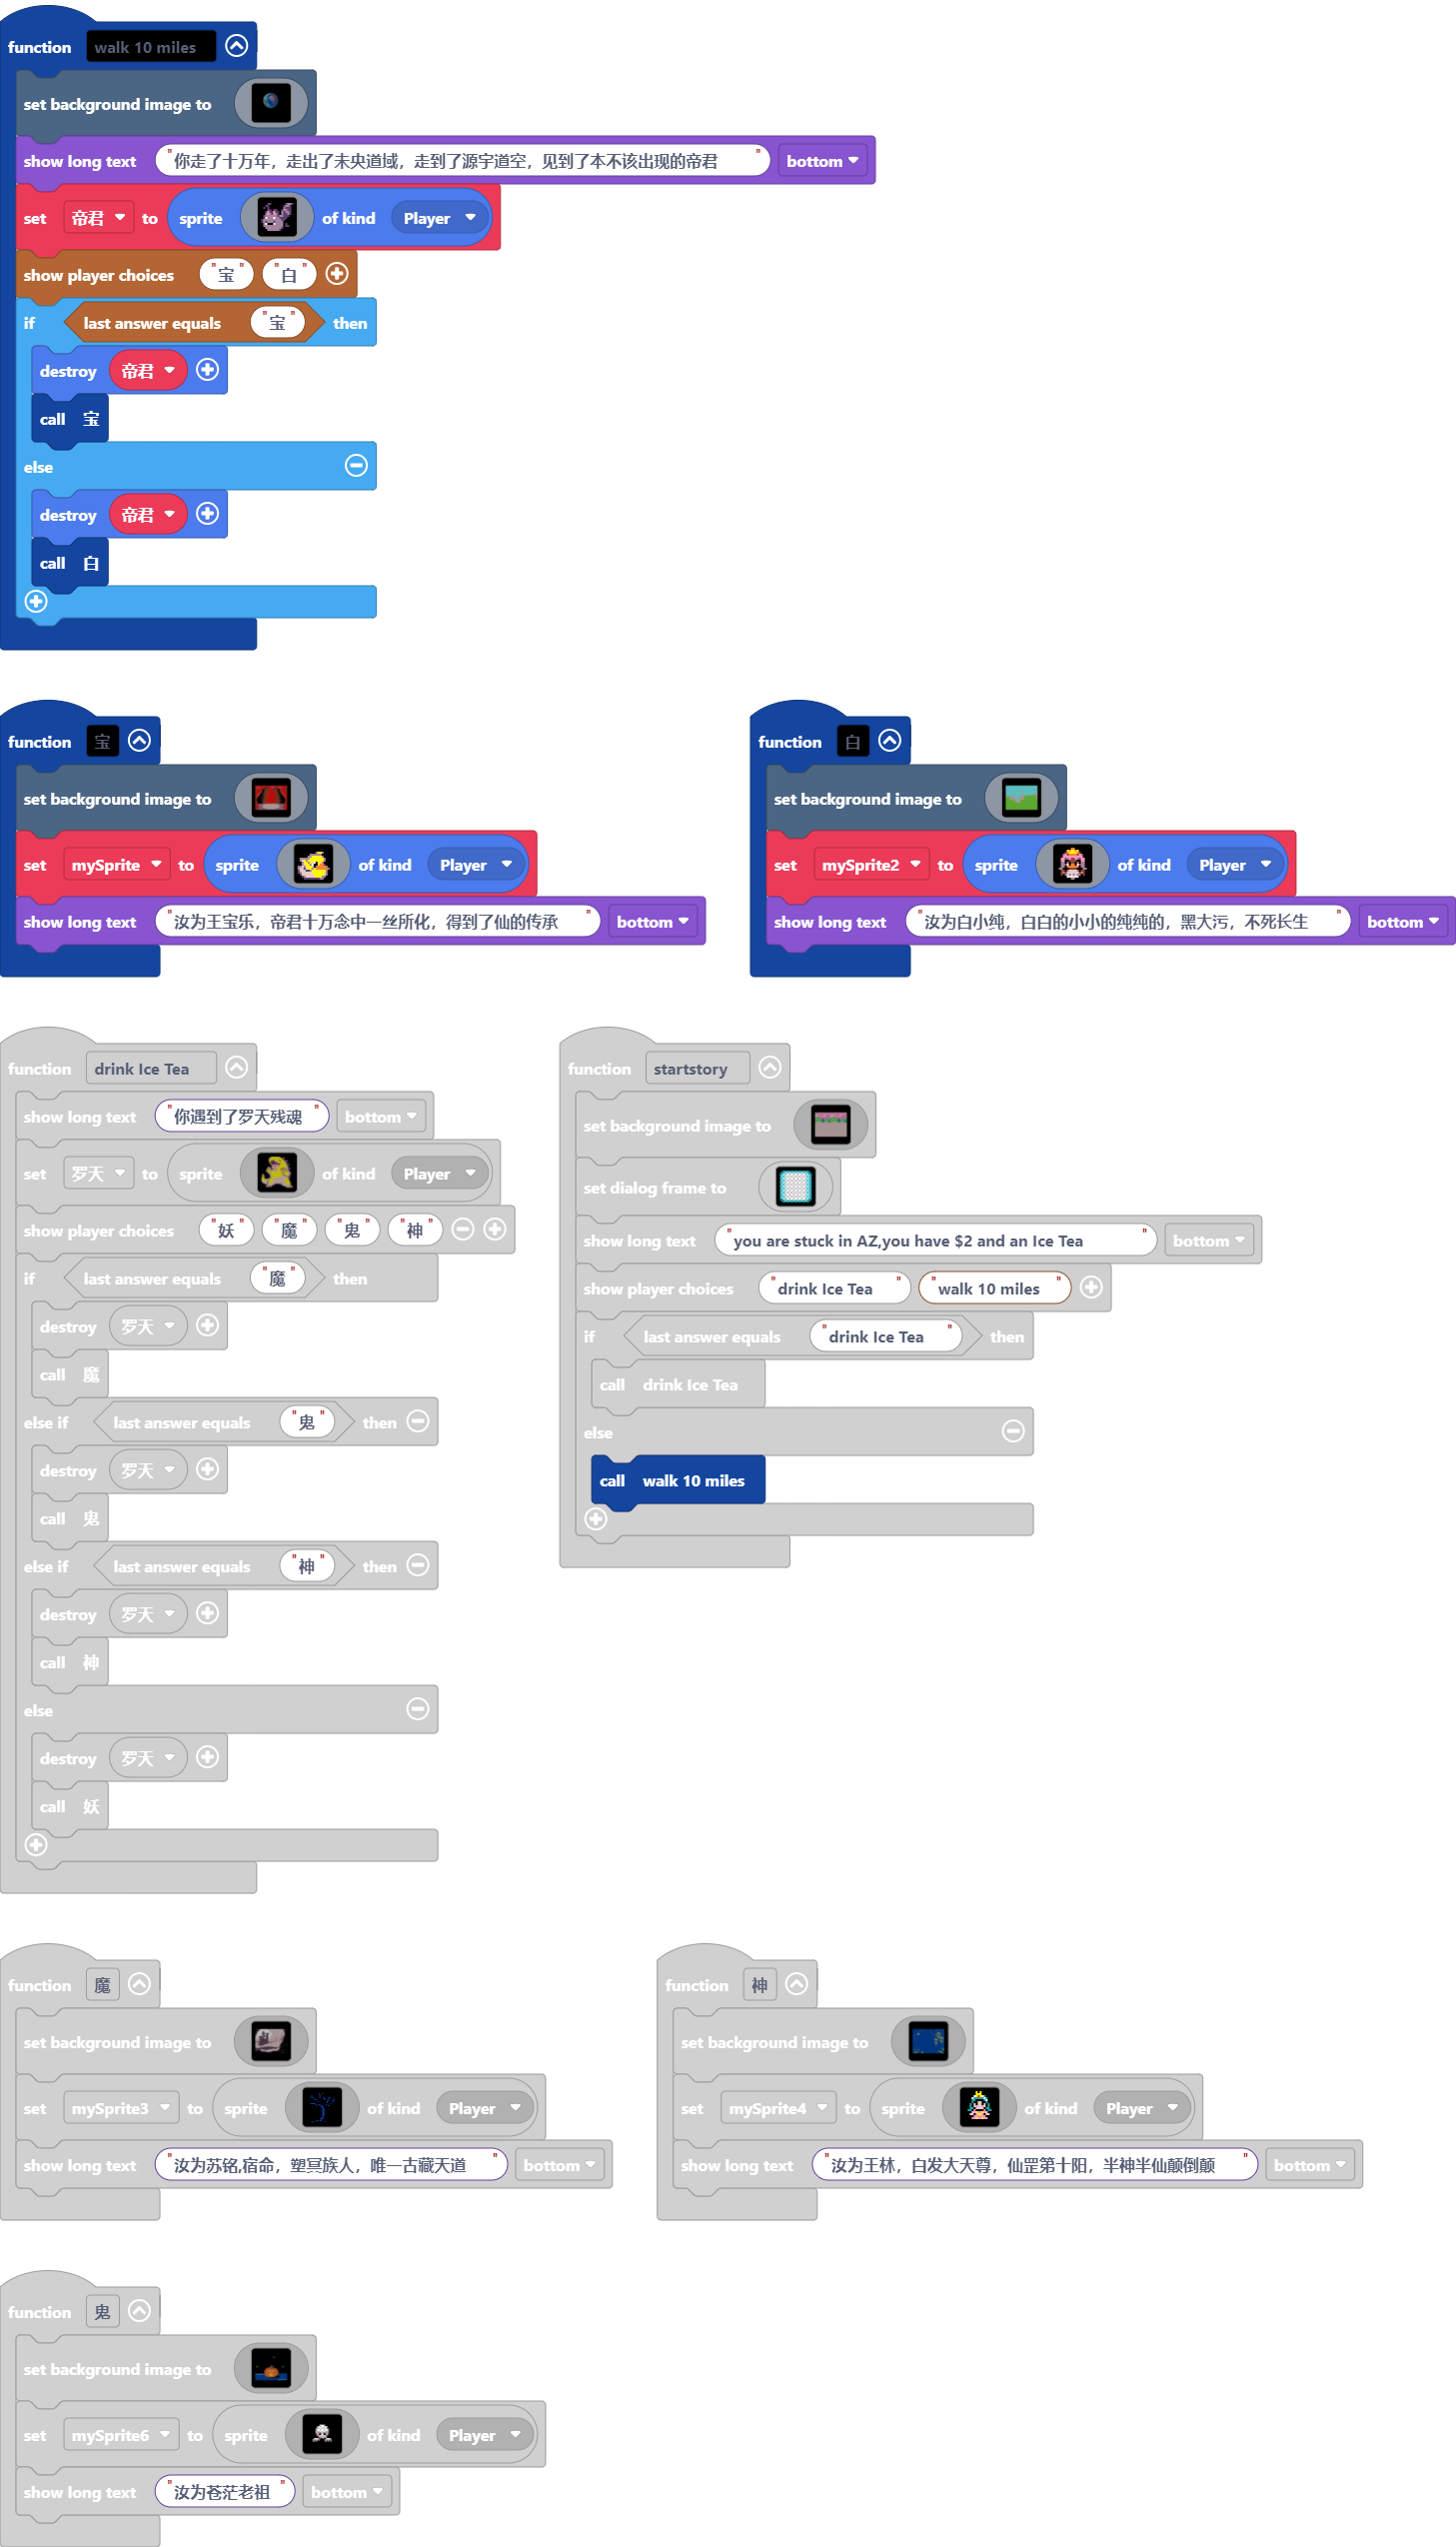 function walk 10 miles
set background image to
show long text "你走了十万年，走出了未央道域，走到了源宇道空，见到了本不该出现的帝君" bottom
set 帝君 to sprite of kind Player
show player choices "宝" "白"
if last answer equals "宝" then
destroy 帝君
call 宝
else
destroy 帝君
call 白
function 宝
set background image to
set mySprite to sprite of kind Player
show long text "汝为王宝乐，帝君十万念中一丝所化，得到了仙的传承" bottom
function 白
set background image to
set mySprite2 to sprite of kind Player
show long text "汝为白小纯，白白的小小的纯纯的，黑大污，不死长生" bottom
function drink Ice Tea
show long text "你遇到了罗天残魂" bottom
set 罗天 to sprite of kind Player
show player choices "妖" "魔" "鬼" "神"
if last answer equals "魔" then
destroy 罗天
call 魔
else if last answer equals "鬼" then
destroy 罗天
call 鬼
else if last answer equals "神" then
destroy 罗天
call 神
else
destroy 罗天
call 妖
function startstory
set background image to
set dialog frame to
show long text "you are stuck in AZ,you have $2 and an Ice Tea" bottom
show player choices "drink Ice Tea" "walk 10 miles"
if last answer equals "drink Ice Tea" then
call drink Ice Tea
else
call walk 10 miles
function 魔
set background image to
set mySprite3 to sprite of kind Player
show long text "汝为苏铭,宿命，塑冥族人，唯一古藏天道" bottom
function 神
set background image to
set mySprite4 to sprite of kind Player
show long text "汝为王林，白发大天尊，仙罡第十阳，半神半仙颠倒颠" bottom
function 鬼
set background image to
set mySprite6 to sprite of kind Player
show long text "汝为苍茫老祖" bottom